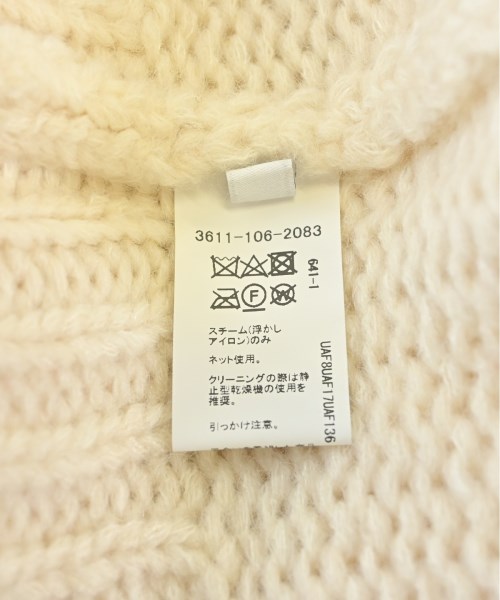 3611-106-2083
641-1
F
W
スチーム(浮かし
アイロン)のみ
ネット使用。
クリーニングの際は静
止型乾燥機の使用を
推奨。
引っかけ注意。
UAF8UAF17UAF136